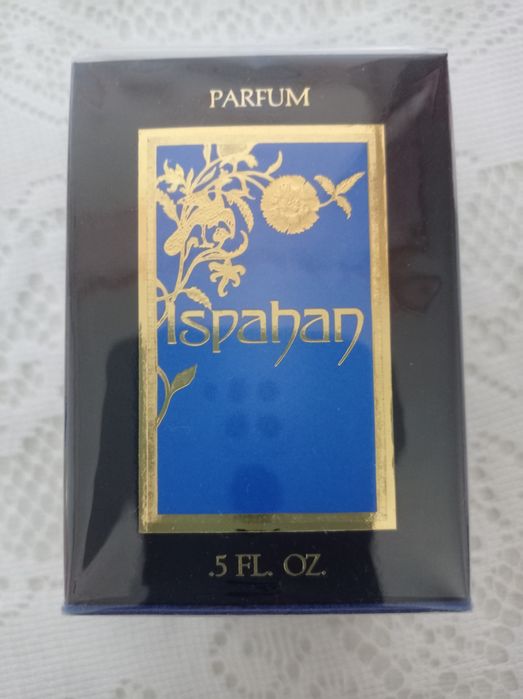 PARFUM
Ispahan
.5 FL. OZ.